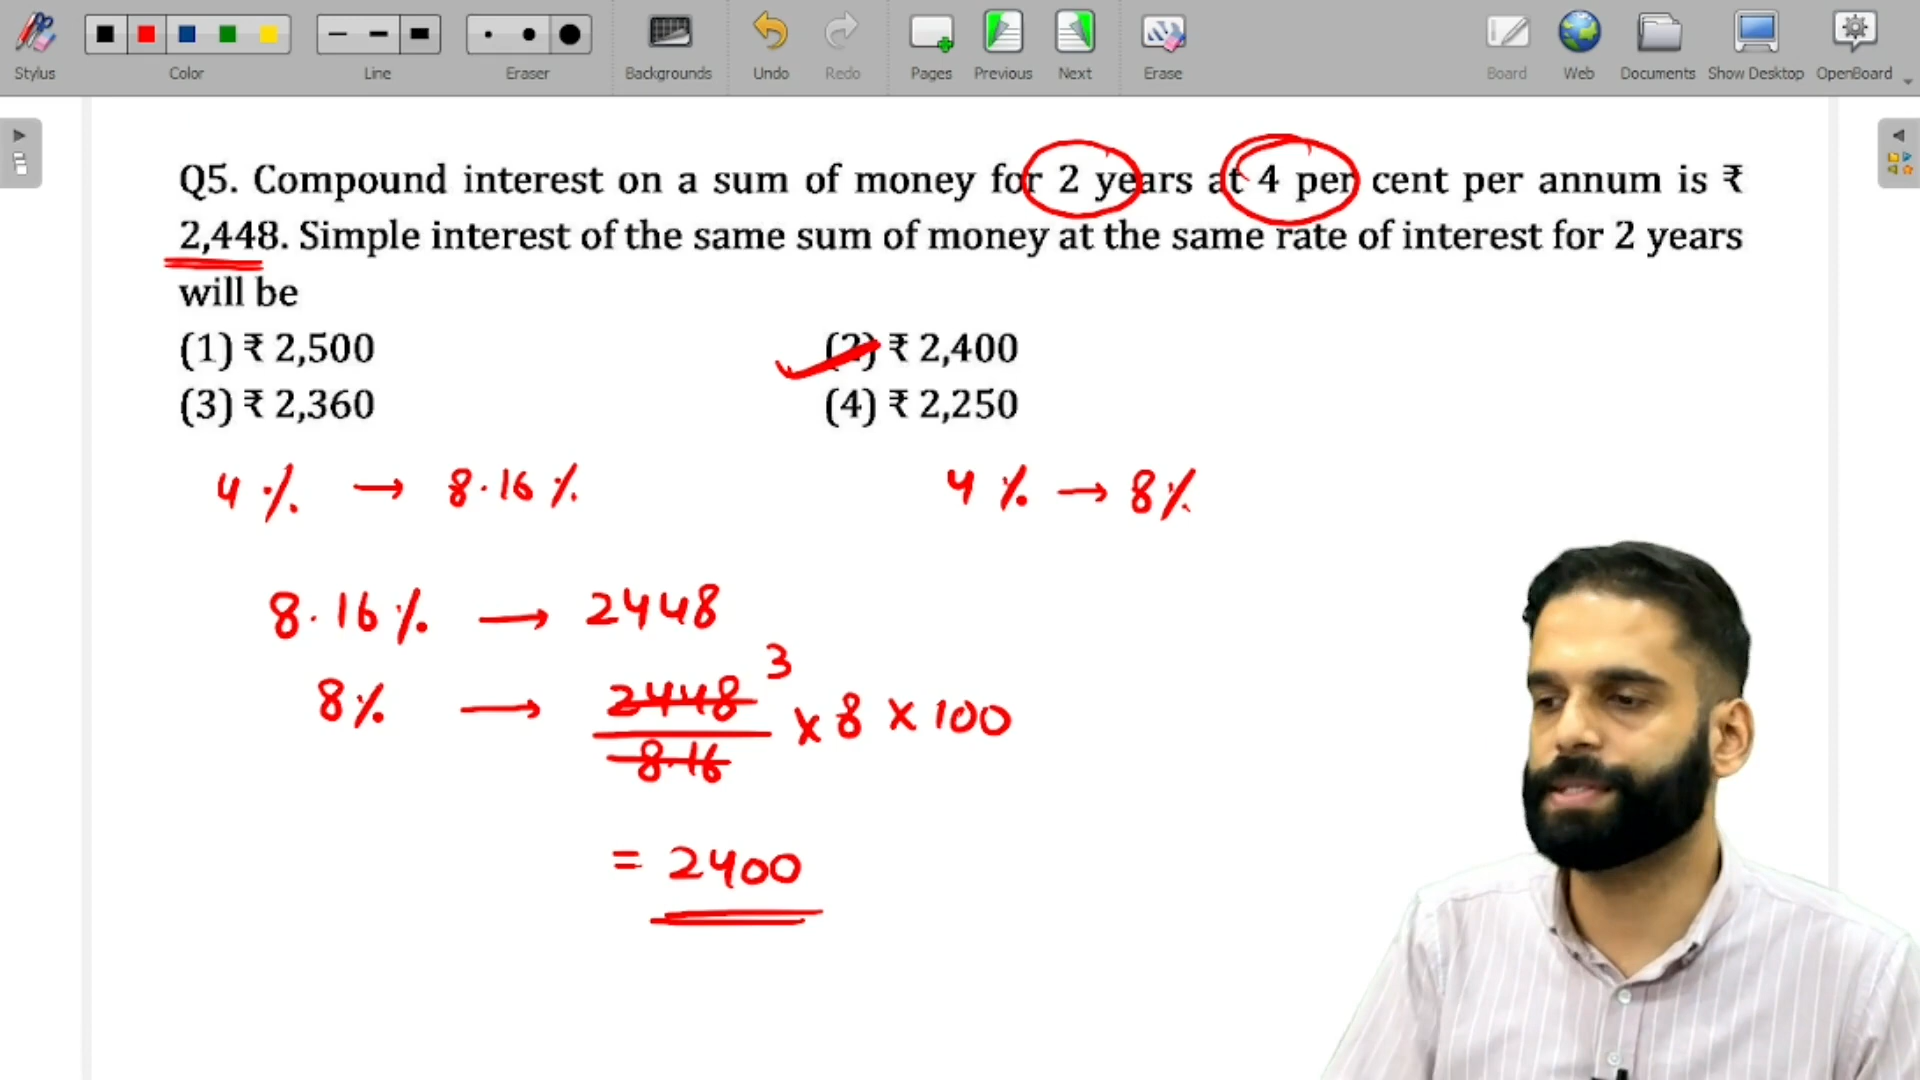 Stylus
Color
Line
Eraser
Backgrounds
Undo
Redo
Pages
Previous
Next
Erase
Board
Web
Documents
Show Desktop
OpenBoard
Q5. Compound interest on a sum of money for 2 years at 4 per cent per annum is ₹
2,448. Simple interest of the same sum of money at the same rate of interest for 2 years
will be
(1) ₹ 2,500
(2) ₹ 2,400
(3) ₹ 2,360
(4) ₹ 2,250
4 % → 8.16 %
4 % → 8%
8.16 % → 2448
8% → 2448/8.16 3 × 8 × 100
= 2400